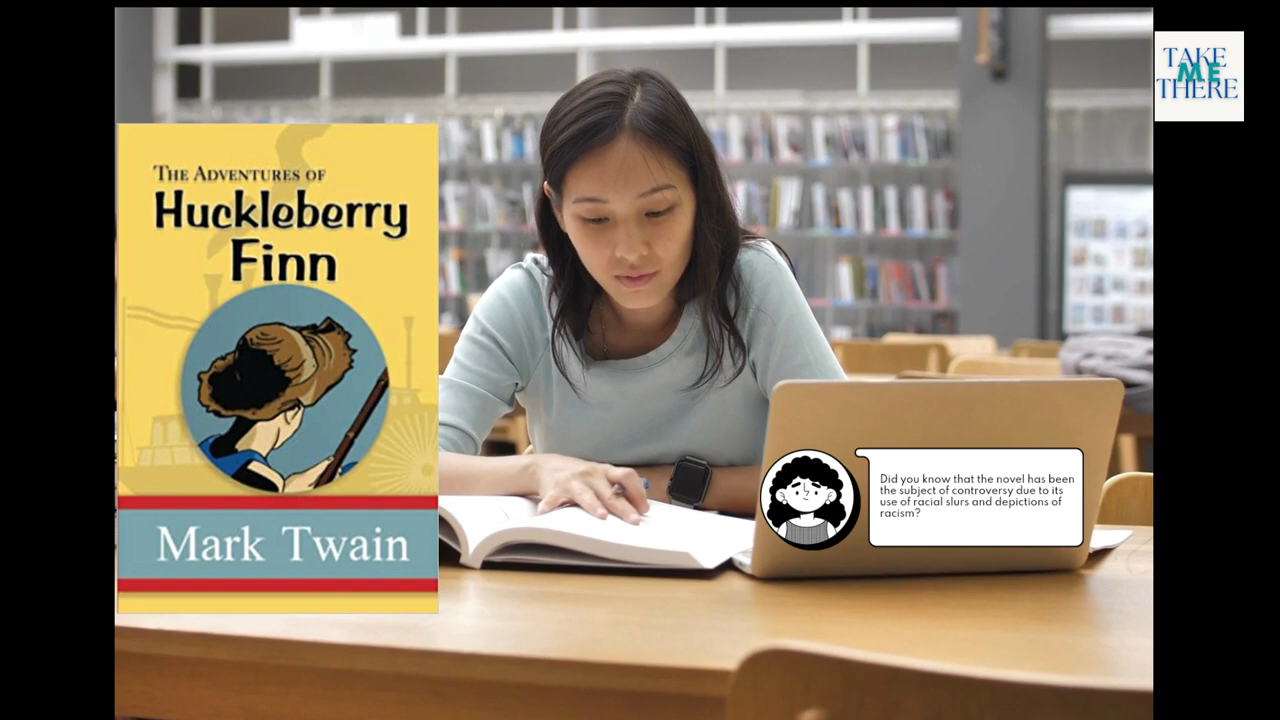 TAKE
ME
THERE
THE ADVENTURES OF
Huckleberry
Finn
Mark Twain
Did you know that the novel has been
the subject of controversy due to its
use of racial slurs and depictions of
racism?